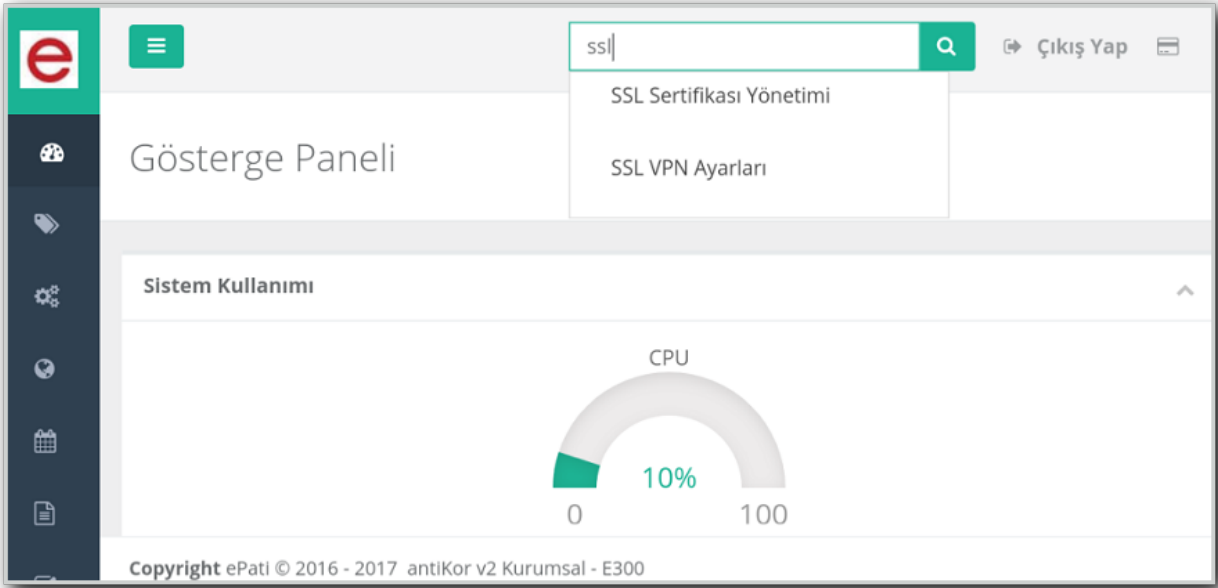 e
ssl
Çıkış Yap
SSL Sertifikası Yönetimi
Gösterge Paneli
SSL VPN Ayarları
Sistem Kullanımı
CPU
10%
0 100
Copyright ePati © 2016 - 2017 antiKor v2 Kurumsal - E300